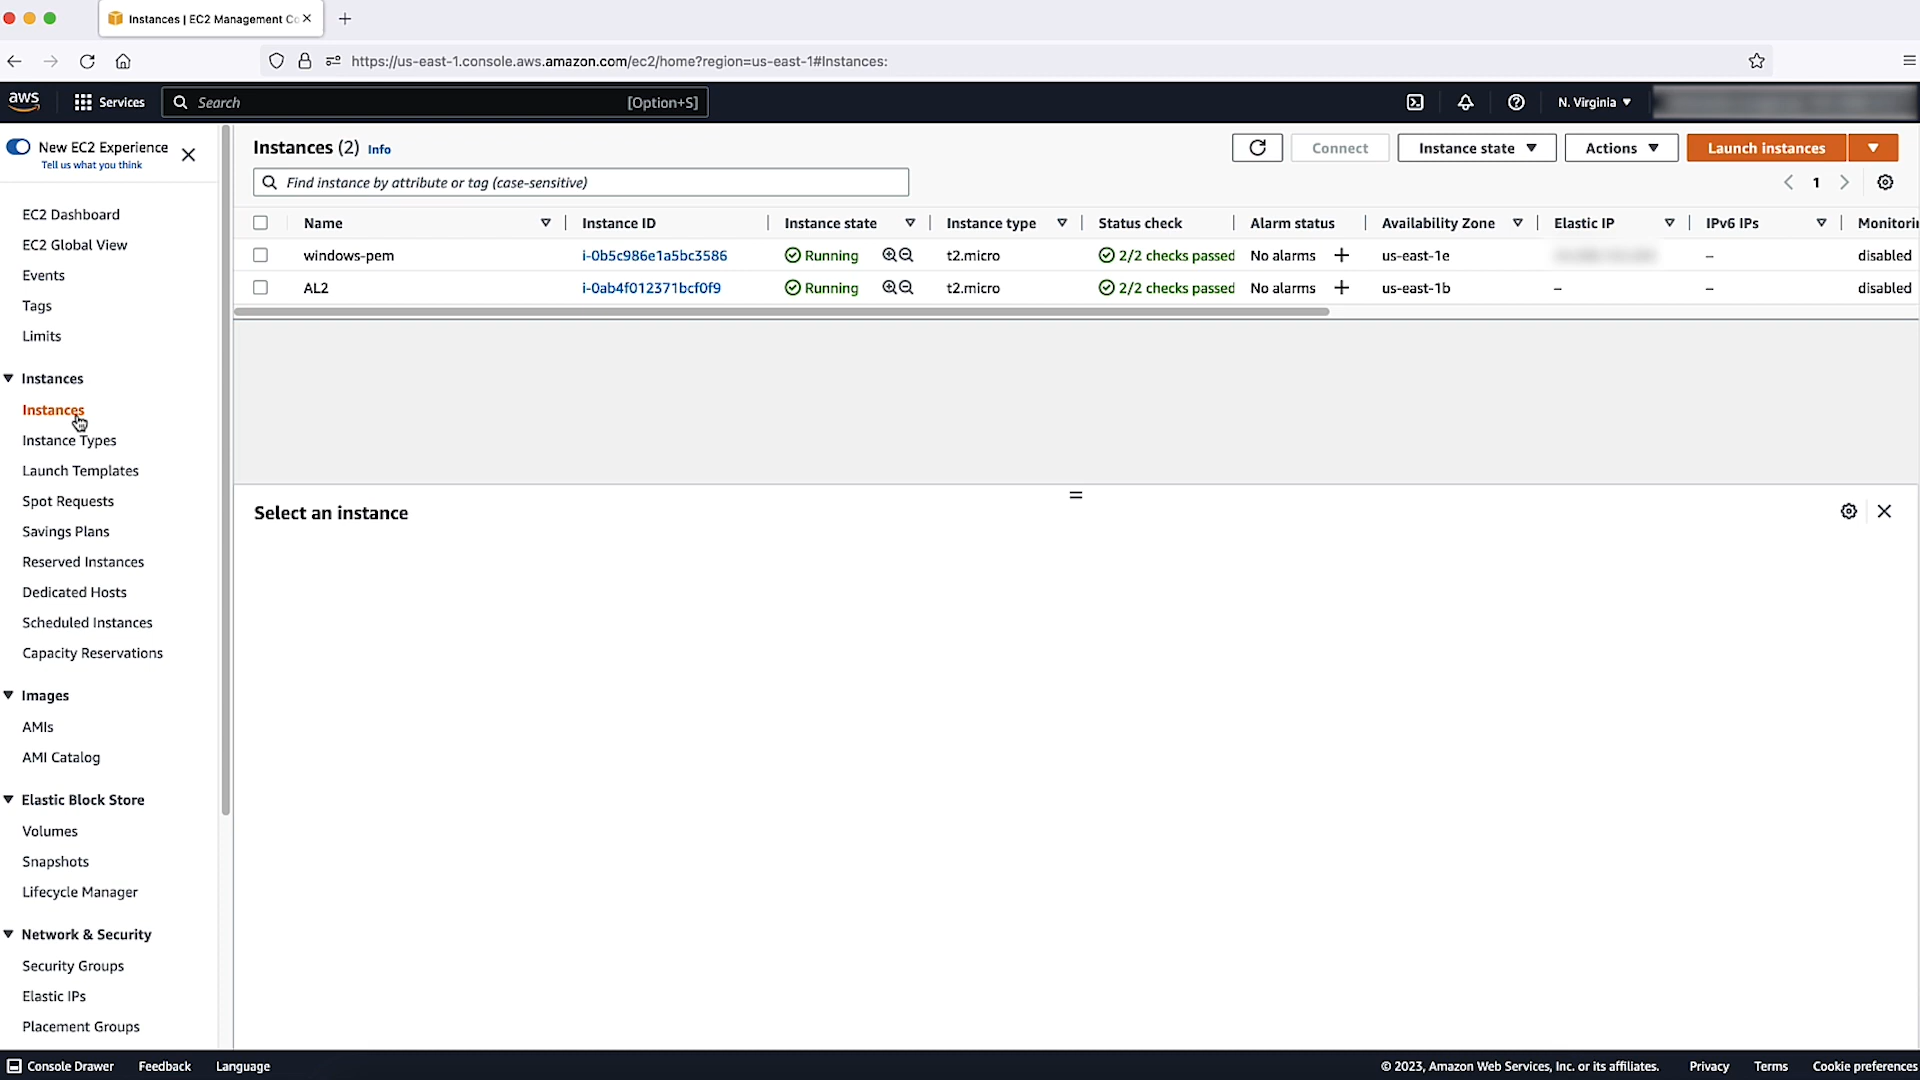 Instances | EC2 Management Co
https://us-east-1.console.aws.amazon.com/ec2/home?region=us-east-1#Instances:
aws Services Search [Option+S] N. Virginia
New EC2 Experience
Tell us what you think
EC2 Dashboard
EC2 Global View
Events
Tags
Limits
Instances
Instances
Instance Types
Launch Templates
Spot Requests
Savings Plans
Reserved Instances
Dedicated Hosts
Scheduled Instances
Capacity Reservations
Images
AMIs
AMI Catalog
Elastic Block Store
Volumes
Snapshots
Lifecycle Manager
Network & Security
Security Groups
Elastic IPs
Placement Groups
Instances (2) Info Connect Instance state Actions Launch instances
Find instance by attribute or tag (case-sensitive) 1
Name Instance ID Instance state Instance type Status check Alarm status Availability Zone Elastic IP IPv6 IPs Monitorin
windows-pem i-0b5c986e1a5bc3586 Running t2.micro 2/2 checks passed No alarms + us-east-1e – disabled
AL2 i-0ab4f012371bcf0f9 Running t2.micro 2/2 checks passed No alarms + us-east-1b – – disabled
Select an instance
Console Drawer Feedback Language © 2023, Amazon Web Services, Inc. or its affiliates. Privacy Terms Cookie preferences